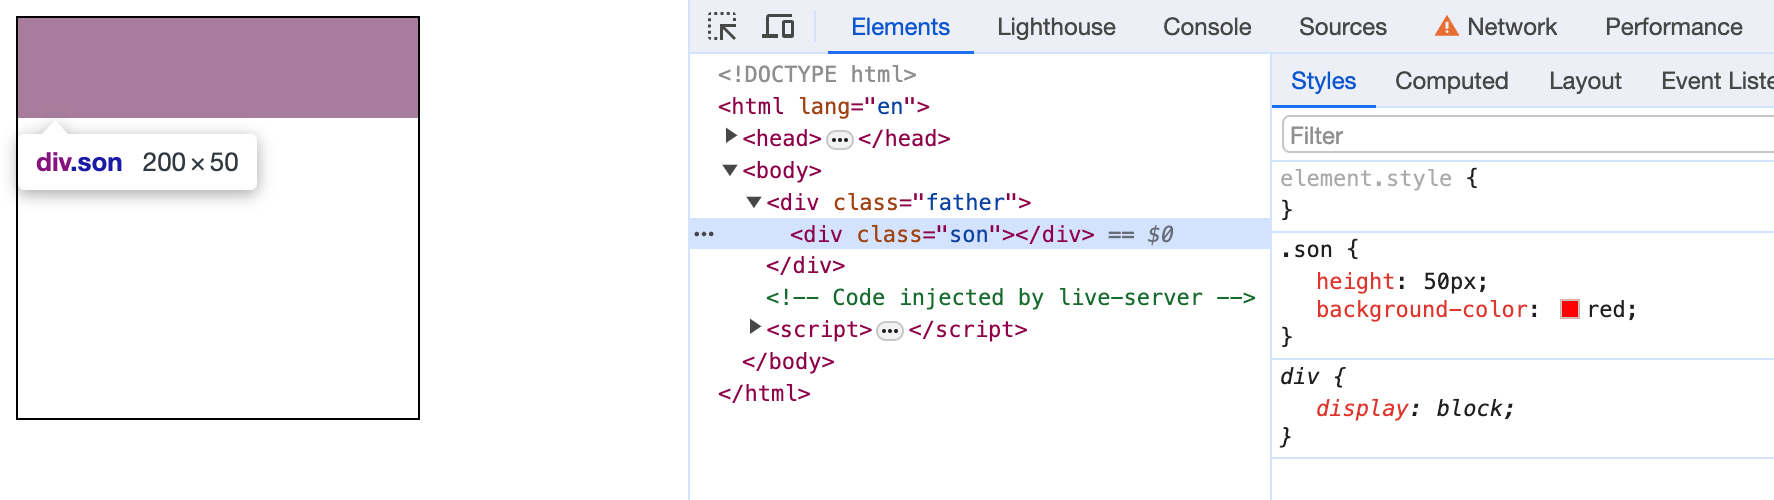 div.son 200 × 50
Elements Lighthouse Console Sources Network Performance
<!DOCTYPE html>
<html lang="en">
<head> ••• </head>
<body>
<div class="father">
••• <div class="son"></div> == $0
</div>
<!-- Code injected by live-server -->
<script> ••• </script>
</body>
</html>
Styles Computed Layout Event Liste
Filter
element.style {
}
.son {
height: 50px;
background-color: red;
}
div {
display: block;
}